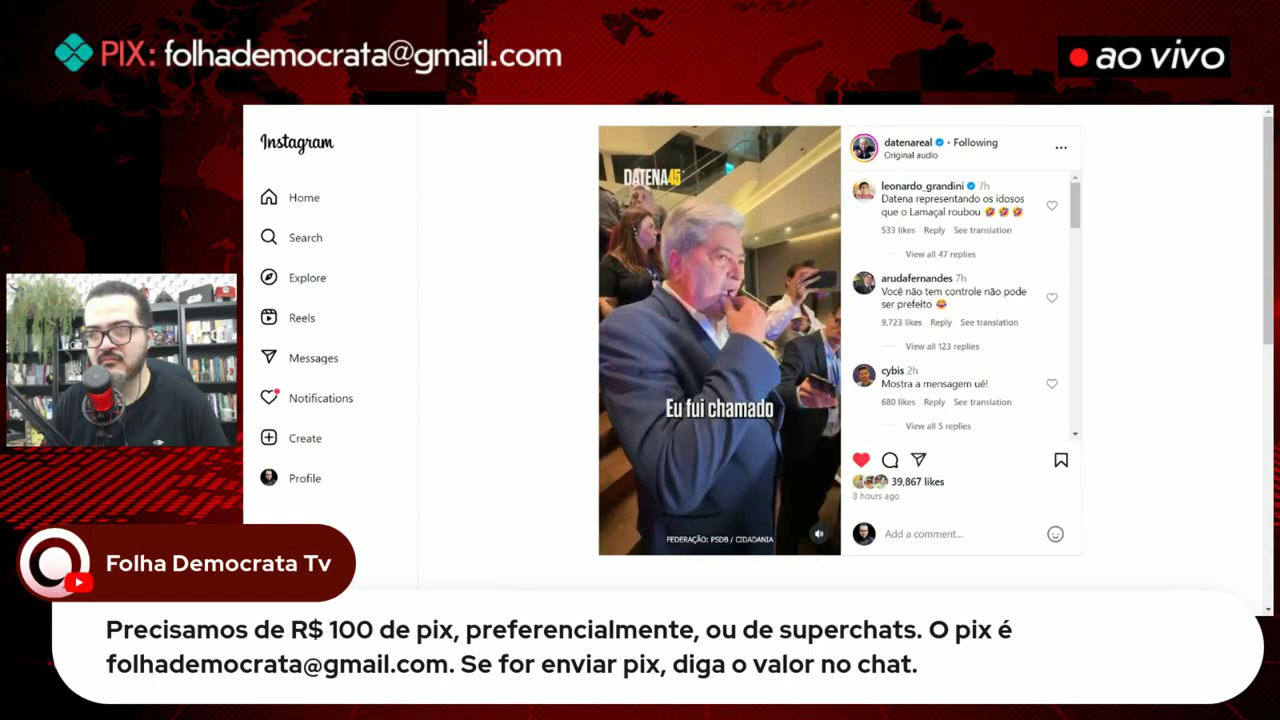 PIX: folhademocrata@gmail.com
ao vivo
Instagram
Home
Search
Explore
Reels
Messages
Notifications
Create
Profile
DATENA45
Eu fui chamado
FEDERAÇÃO: PSDB / CIDADANIA
datenareal • Following
Original audio
leonardo_grandini 7h
Datena representando os idosos
que o Lamaçal roubou 🤣 🤣 🤣
533 likes Reply See translation
View all 47 replies
arudafernandes 7h
Você não tem controle não pode
ser prefeito 😂
9,723 likes Reply See translation
View all 123 replies
cybis 2h
Mostra a mensagem ué!
680 likes Reply See translation
View all 5 replies
39,867 likes
8 hours ago
Add a comment...
Folha Democrata Tv
Precisamos de R$ 100 de pix, preferencialmente, ou de superchats. O pix é
folhademocrata@gmail.com. Se for enviar pix, diga o valor no chat.